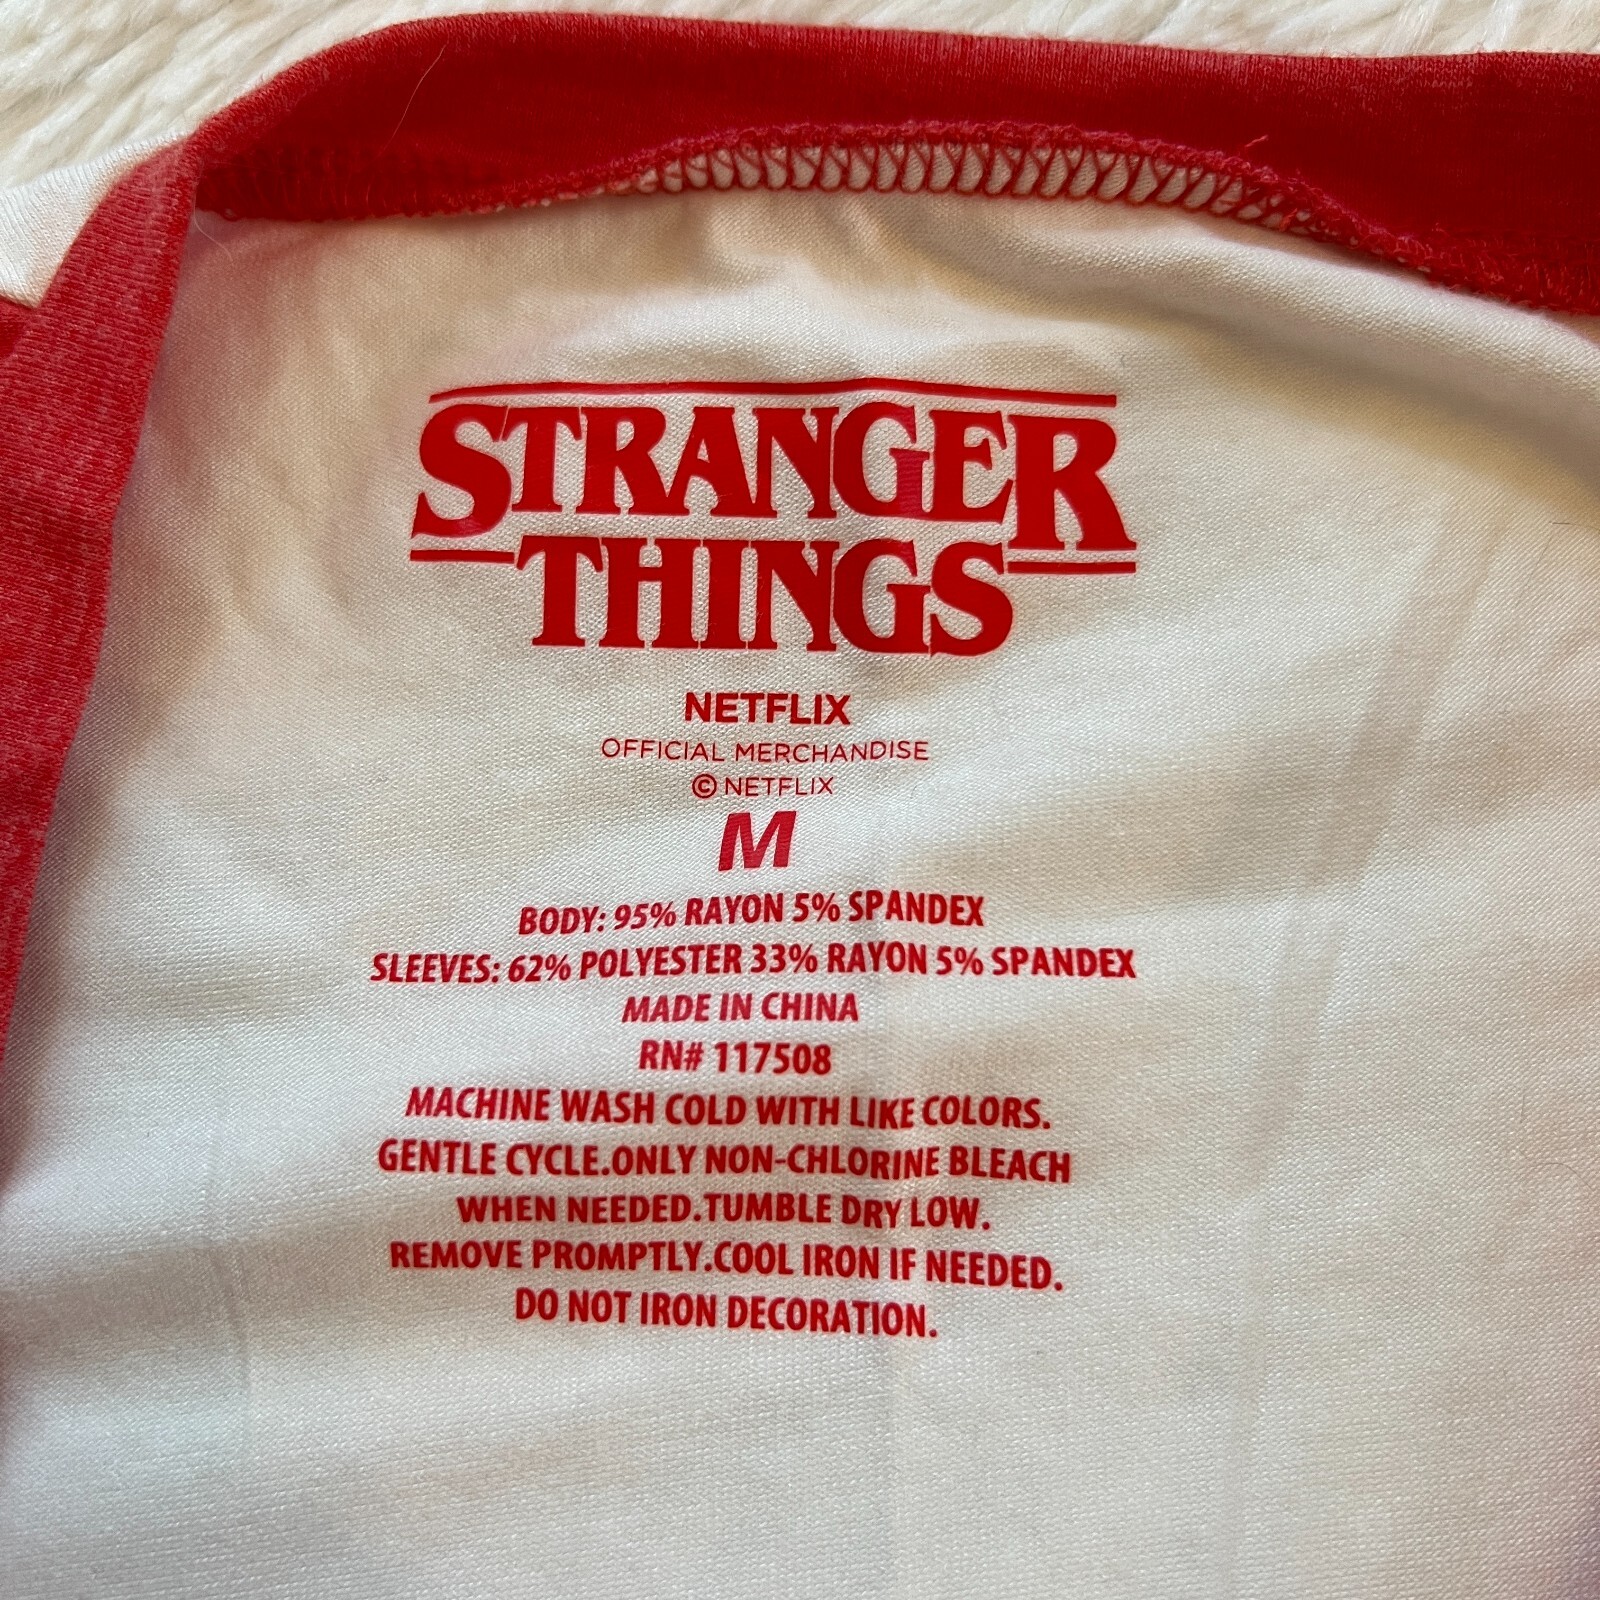 STRANGER
THINGS
NETFLIX
OFFICIAL MERCHANDISE
© NETFLIX
M
BODY: 95% RAYON 5% SPANDEX
SLEEVES: 62% POLYESTER 33% RAYON 5% SPANDEX
MADE IN CHINA
RN# 117508
MACHINE WASH COLD WITH LIKE COLORS.
GENTLE CYCLE.ONLY NON-CHLORINE BLEACH
WHEN NEEDED.TUMBLE DRY LOW.
REMOVE PROMPTLY.COOL IRON IF NEEDED.
DO NOT IRON DECORATION.